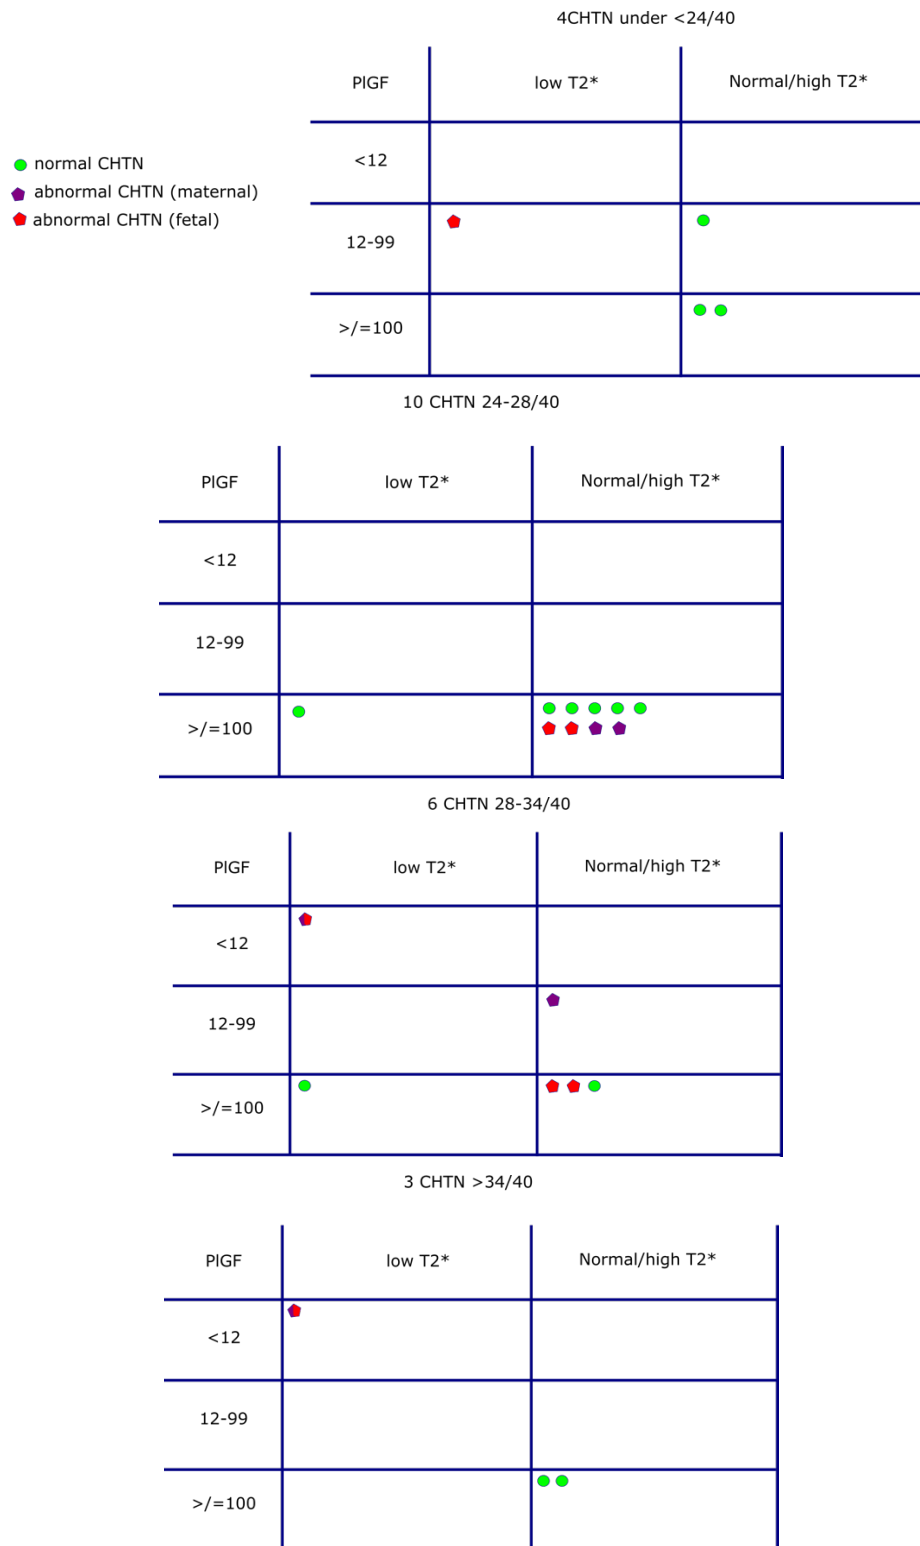 4CHTN under <24/40
PlGF low T2* Normal/high T2*
<12
normal CHTN
abnormal CHTN (maternal)
abnormal CHTN (fetal)
12-99
>/=100
10 CHTN 24-28/40
PlGF low T2* Normal/high T2*
<12
12-99
>/=100
6 CHTN 28-34/40
PlGF low T2* Normal/high T2*
<12
12-99
>/=100
3 CHTN >34/40
PlGF low T2* Normal/high T2*
<12
12-99
>/=100